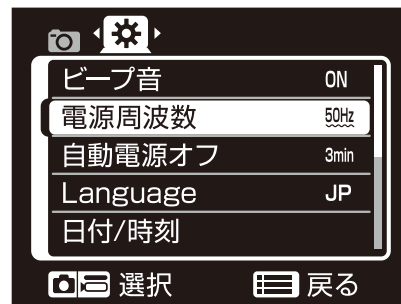 ビープ音 ON
電源周波数 50Hz
自動電源オフ 3min
Language JP
日付/時刻
選択 戻る